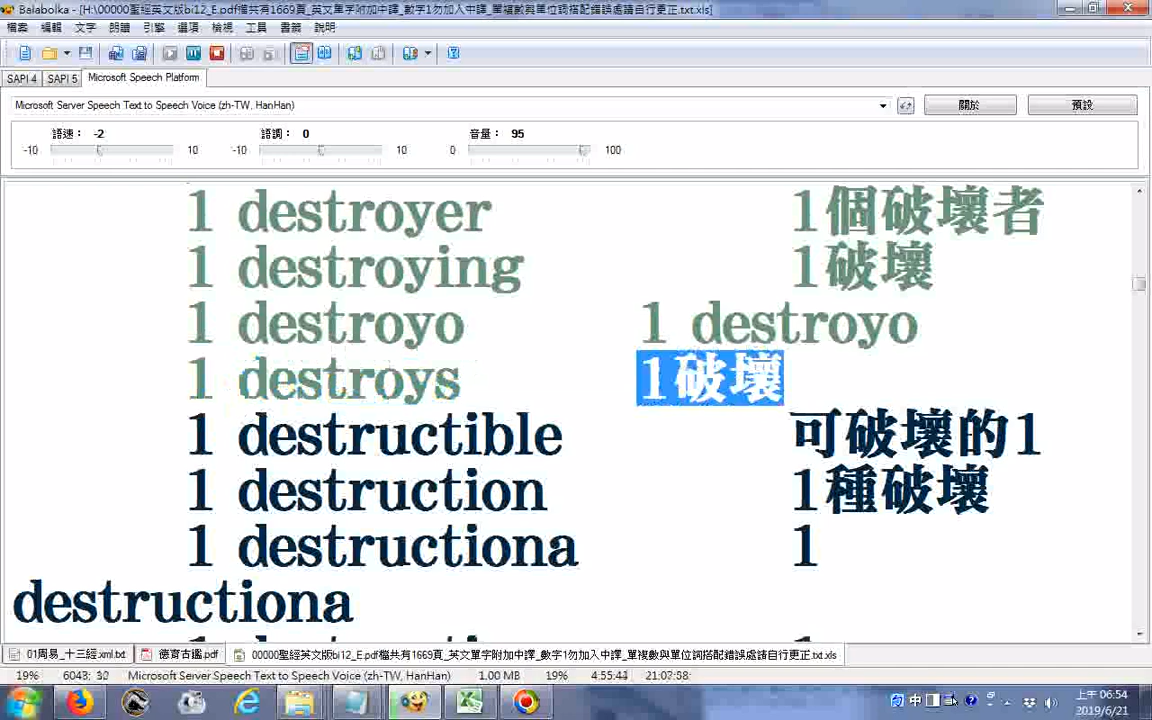 Balabolka - [H:\00000聖經英文版bi12_E.pdf檔共有1669頁_英文單字附加中譯_數字1勿加入中譯_單複數與單位詞搭配錯誤處請自行更正.txt.xls]
檔案 編輯 文字 朗讀 引擎 選項 檢視 工具 書籤 說明
SAPI 4 SAPI 5 Microsoft Speech Platform
Microsoft Server Speech Text to Speech Voice (zh-TW, HanHan) 關於 預設
語速： -2 語調： 0 音量： 95
-10 10 -10 10 0 100
1 destroyer 1個破壞者
1 destroying 1破壞
1 destroyo 1 destroyo
1 destroys 1破壞
1 destructible 可破壞的1
1 destruction 1種破壞
1 destructiona 1
destructiona
01周易_十三經.xml.txt 德育古鑑.pdf 00000聖經英文版bi12_E.pdf檔共有1669頁_英文單字附加中譯_數字1勿加入中譯_單複數與單位詞搭配錯誤處請自行更正.txt.xls
19% 6043: 30 Microsoft Server Speech Text to Speech Voice (zh-TW, HanHan) 1.00 MB 19% 4:55:44 21:07:58
中 上午 06:54
2019/6/21